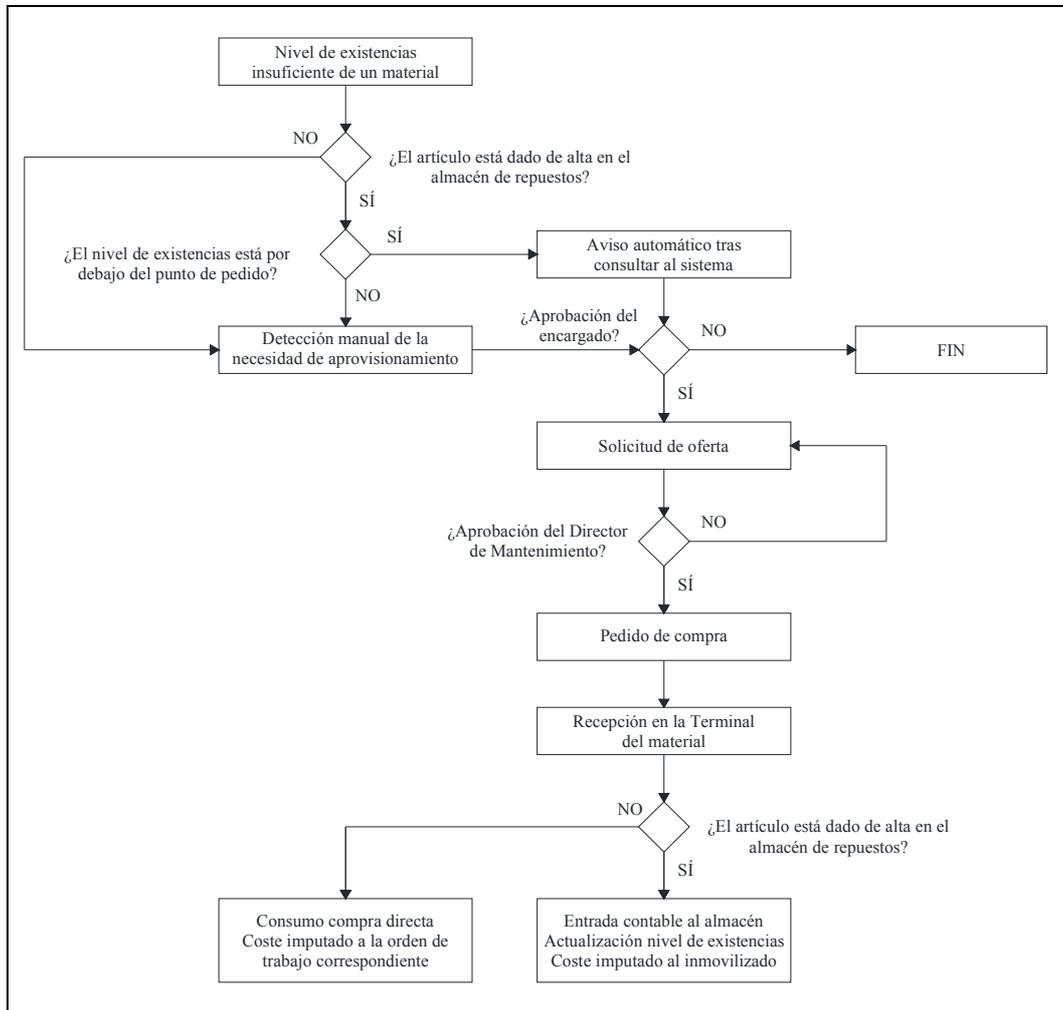 Nivel de existencias
insuficiente de un material
NO
¿El artículo está dado de alta en el
almacén de repuestos?
SÍ
¿El nivel de existencias está por
debajo del punto de pedido?
SÍ
Aviso automático tras
consultar al sistema
NO
Detección manual de la
necesidad de aprovisionamiento
¿Aprobación del
encargado?
NO
FIN
SÍ
Solicitud de oferta
¿Aprobación del Director
de Mantenimiento?
NO
SÍ
Pedido de compra
Recepción en la Terminal
del material
NO
¿El artículo está dado de alta en el
almacén de repuestos?
SÍ
Consumo compra directa
Coste imputado a la orden de
trabajo correspondiente
Entrada contable al almacén
Actualización nivel de existencias
Coste imputado al inmovilizado